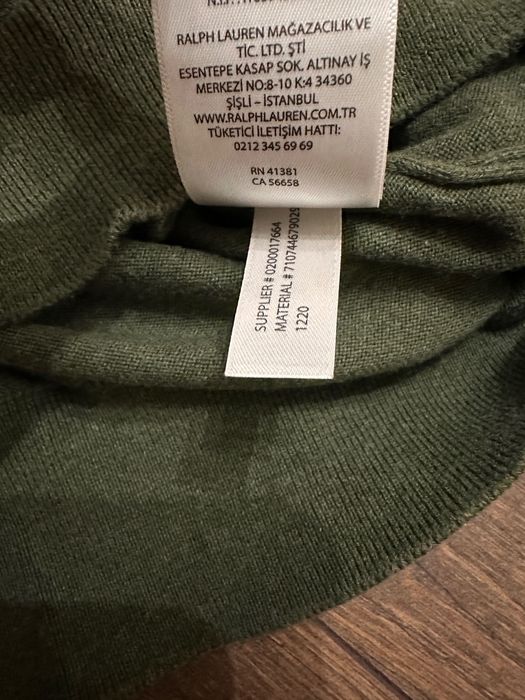 RALPH LAUREN MAĞAZACILIK VE
TİC. LTD. ŞTİ
ESENTEPE KASAP SOK. ALTINAY İŞ
MERKEZİ NO:8-10 K:4 34360
ŞİŞLİ – İSTANBUL
WWW.RALPHLAUREN.COM.TR
TÜKETİCİ İLETİŞİM HATTI:
0212 345 69 69
RN 41381
CA 56658
SUPPLIER # 0200017664
MATERIAL # 710744679029
1220